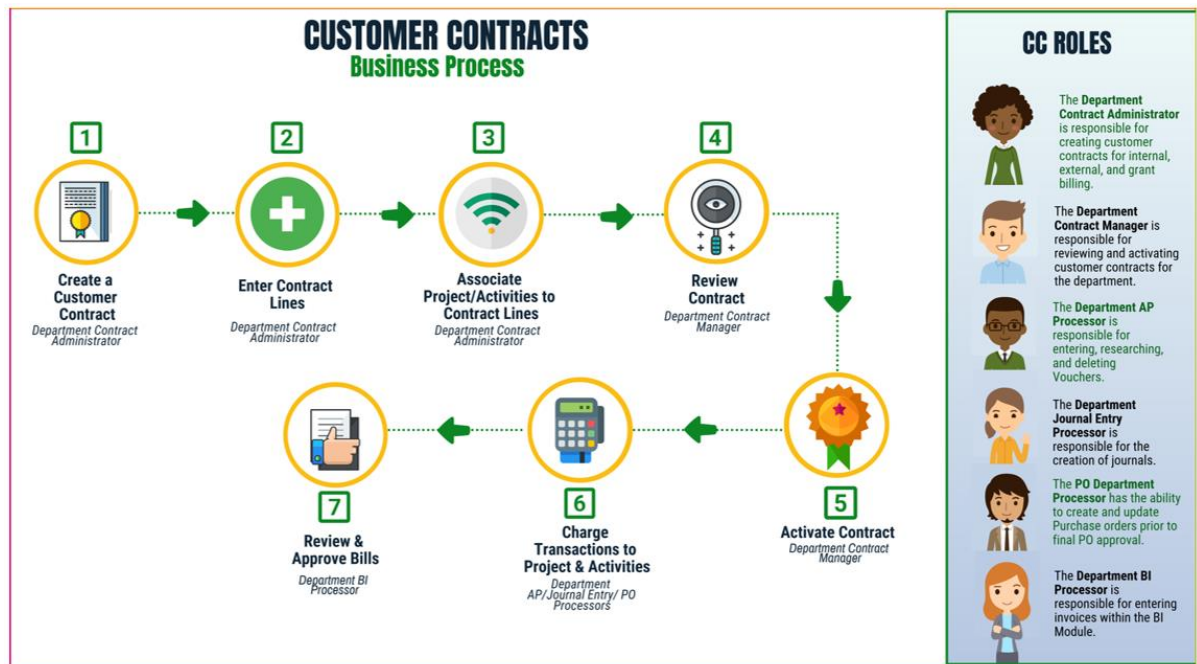 CUSTOMER CONTRACTS
Business Process
1
Create a
Customer
Contract
Department Contract
Administrator
2
Enter Contract
Lines
Department Contract
Administrator
3
Associate
Project/Activities to
Contract Lines
Department Contract
Administrator
4
Review
Contract
Department Contract
Manager
5
Activate Contract
Department Contract
Manager
6
Charge
Transactions to
Project & Activities
Department
AP/Journal Entry/ PO
Processors
7
Review &
Approve Bills
Department BI
Processor
CC ROLES
The Department
Contract Administrator
is responsible for
creating customer
contracts for internal,
external, and grant
billing.
The Department
Contract Manager is
responsible for
reviewing and activating
customer contracts for
the department.
The Department AP
Processor is
responsible for
entering, researching,
and deleting
Vouchers.
The Department
Journal Entry
Processor is
responsible for the
creation of journals.
The PO Department
Processor has the ability
to create and update
Purchase orders prior to
final PO approval.
The Department BI
Processor is
responsible for entering
invoices within the BI
Module.